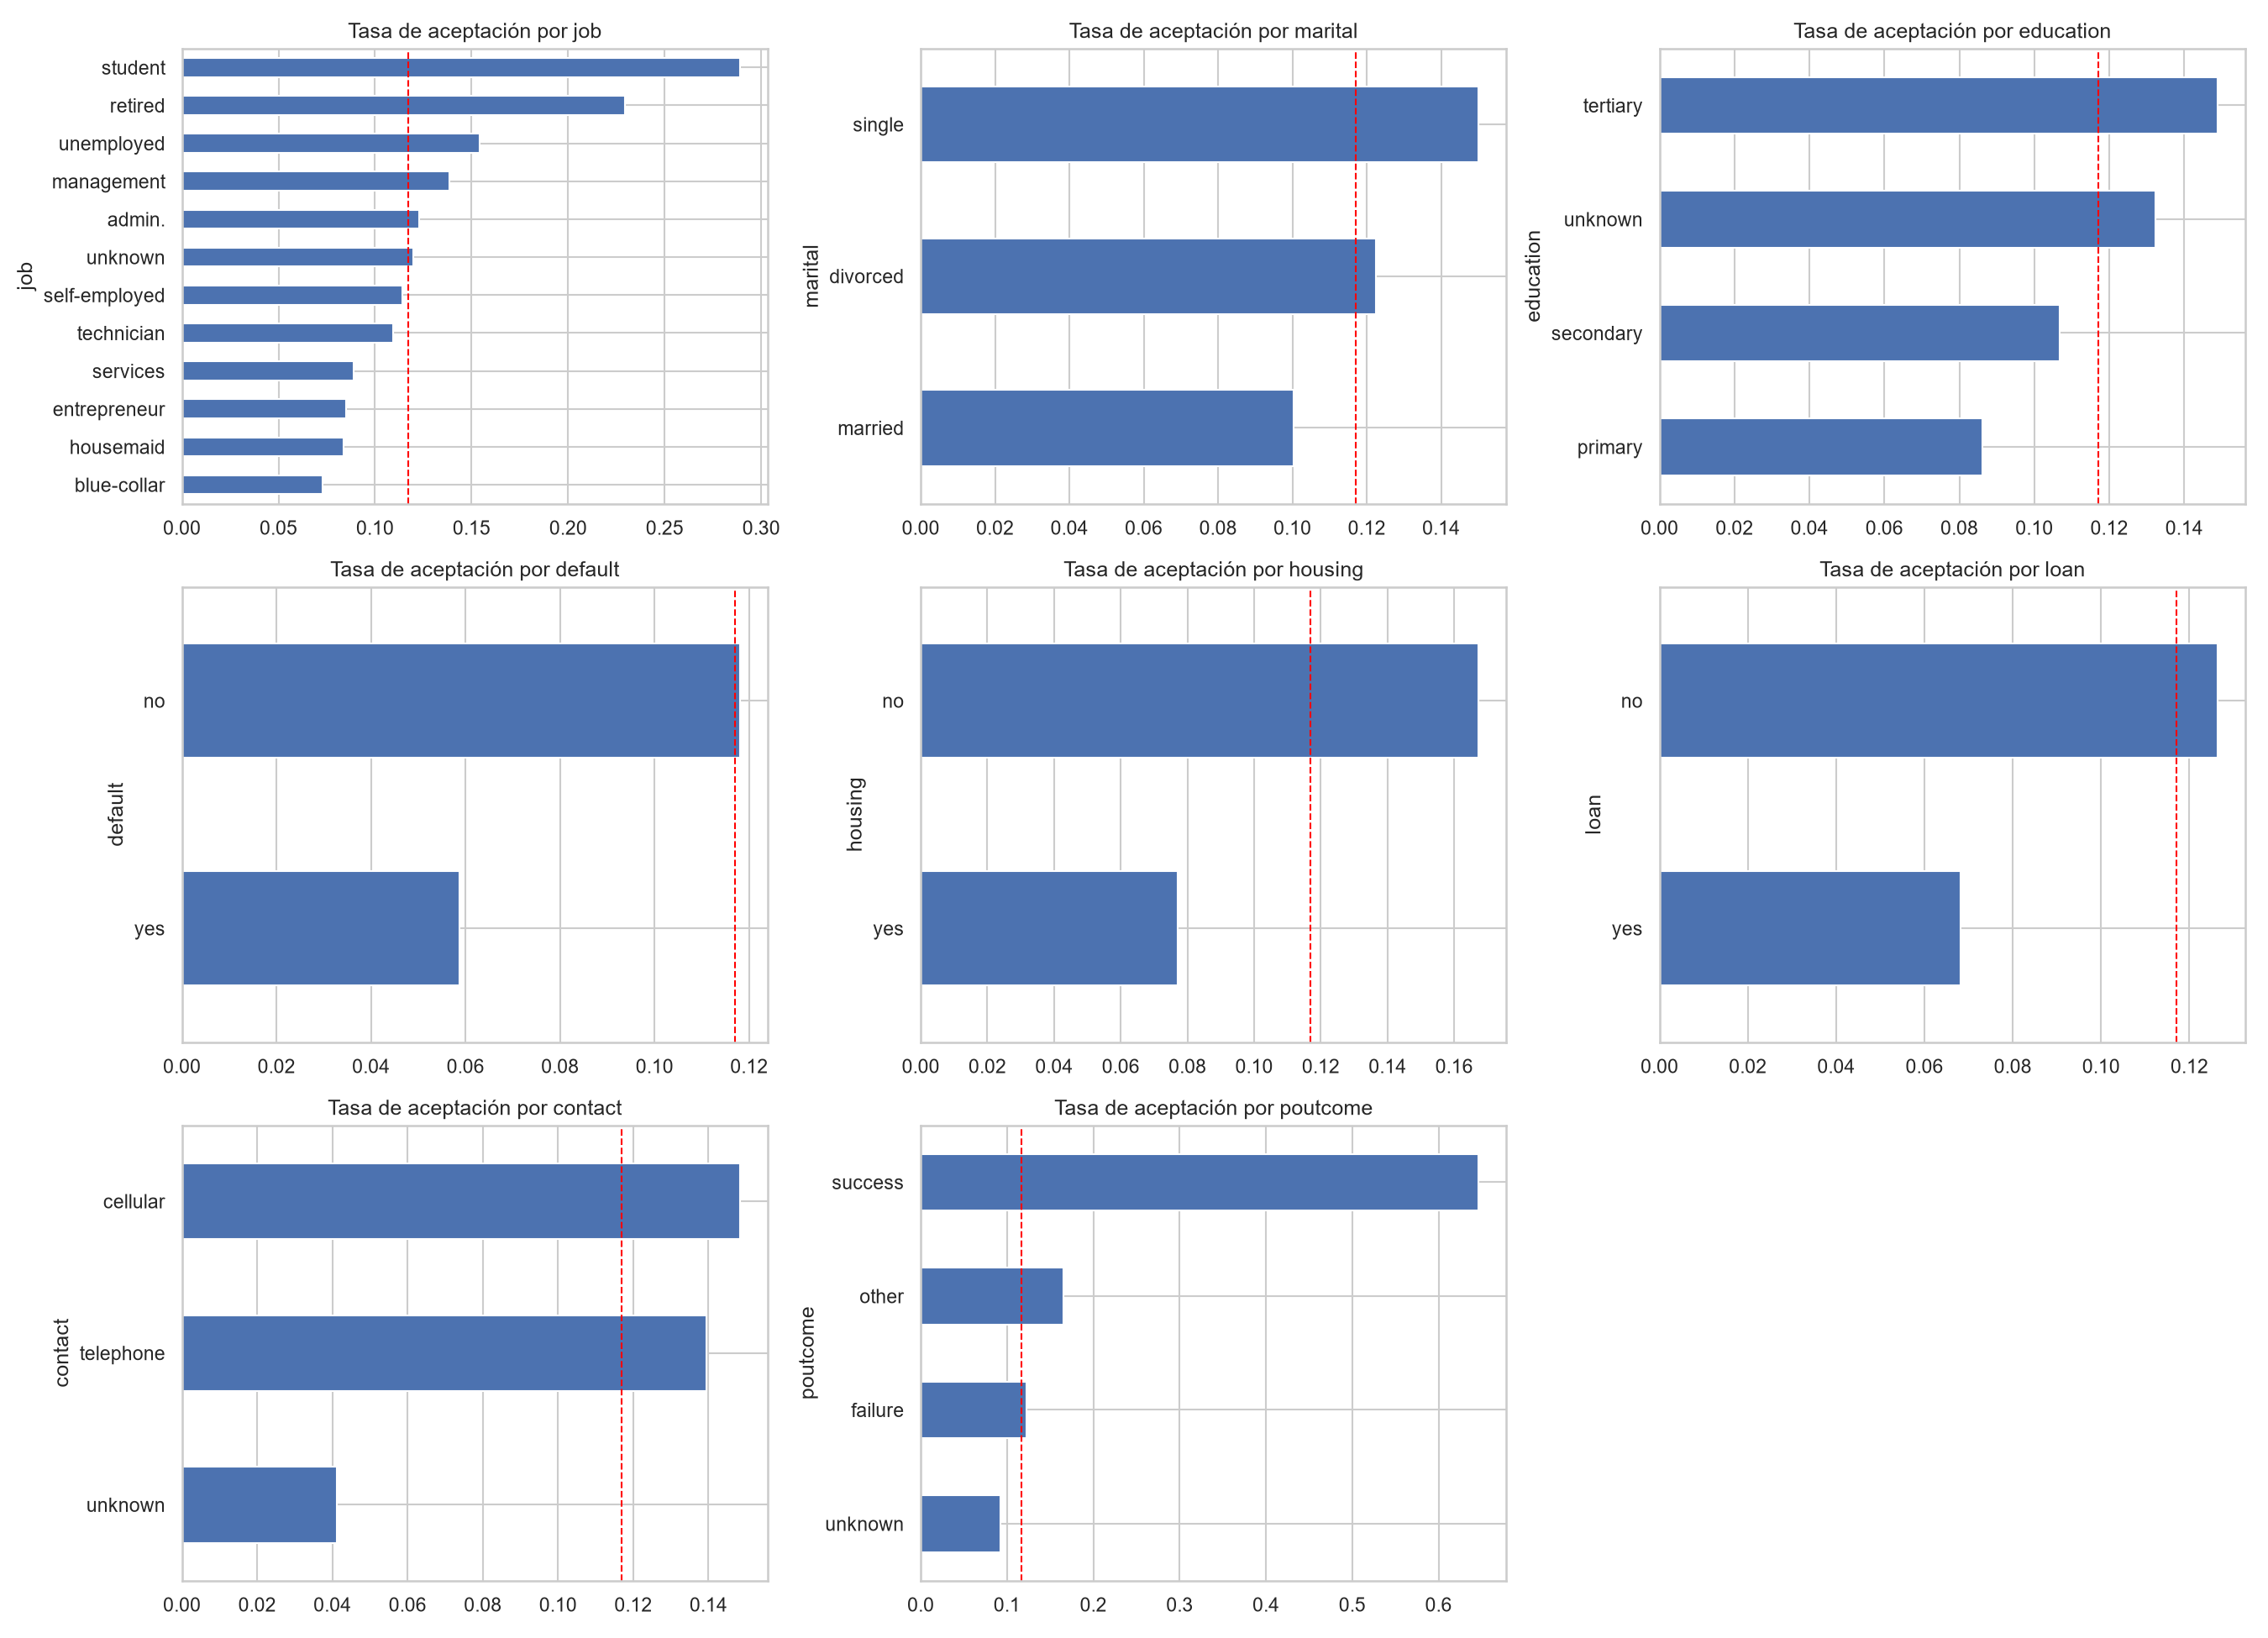 Tasa de aceptación por job
student
retired
unemployed
management
admin.
unknown
self-employed
technician
services
entrepreneur
housemaid
blue-collar
job
0.00 0.05 0.10 0.15 0.20 0.25 0.30
Tasa de aceptación por marital
single
divorced
married
marital
0.00 0.02 0.04 0.06 0.08 0.10 0.12 0.14
Tasa de aceptación por education
tertiary
unknown
secondary
primary
education
0.00 0.02 0.04 0.06 0.08 0.10 0.12 0.14
Tasa de aceptación por default
no
yes
default
0.00 0.02 0.04 0.06 0.08 0.10 0.12
Tasa de aceptación por housing
no
yes
housing
0.00 0.02 0.04 0.06 0.08 0.10 0.12 0.14 0.16
Tasa de aceptación por loan
no
yes
loan
0.00 0.02 0.04 0.06 0.08 0.10 0.12
Tasa de aceptación por contact
cellular
telephone
unknown
contact
0.00 0.02 0.04 0.06 0.08 0.10 0.12 0.14
Tasa de aceptación por poutcome
success
other
failure
unknown
poutcome
0.0 0.1 0.2 0.3 0.4 0.5 0.6